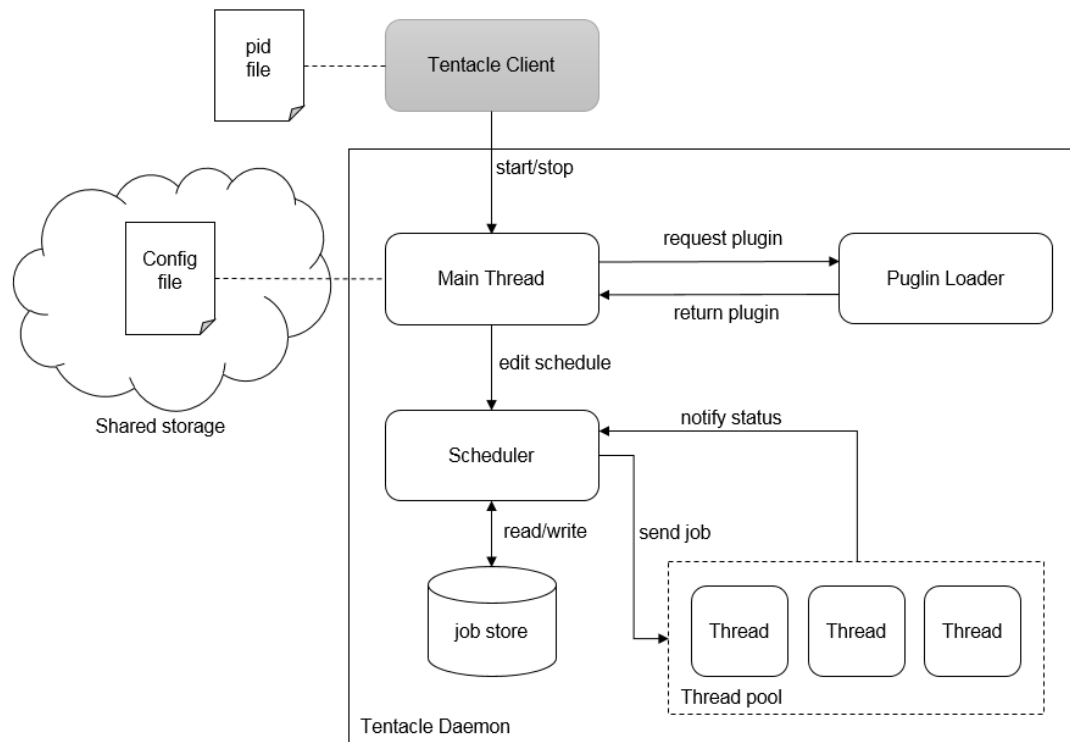 pid
file
Tentacle Client
start/stop
Config
file
Shared storage
Main Thread
request plugin
return plugin
Puglin Loader
edit schedule
Scheduler
notify status
read/write
send job
job store
Thread
Thread
Thread
Thread pool
Tentacle Daemon